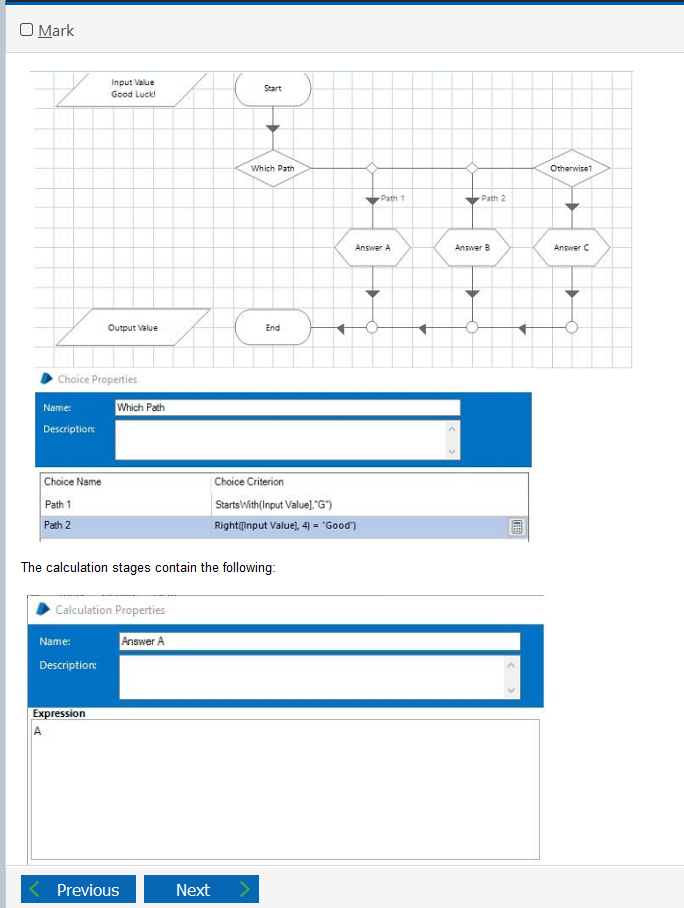 Mark
Input Value
Good Luck!
Start
Which Path
Otherwise1
Path 1
Path 2
Answer A
Answer B
Answer C
Output Value
End
Choice Properties
Name:
Which Path
Description:
Choice Name
Choice Criterion
Path 1
StartsWith(Input Value],"G")
Path 2
Right([Input Value], 4) = "Good")
The calculation stages contain the following:
Calculation Properties
Name:
Answer A
Description:
Expression
A
Previous
Next